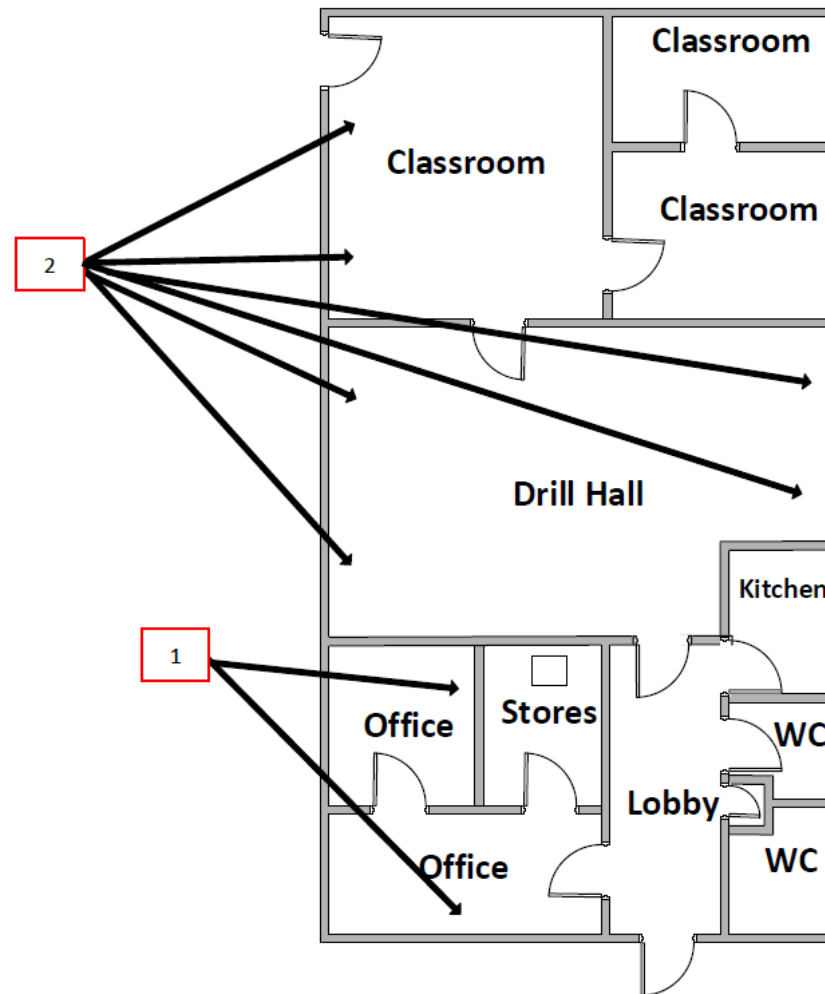 Classroom
Classroom
Classroom
2
Drill Hall
Kitchen
1
Office
Stores
WC
Lobby
Office
WC